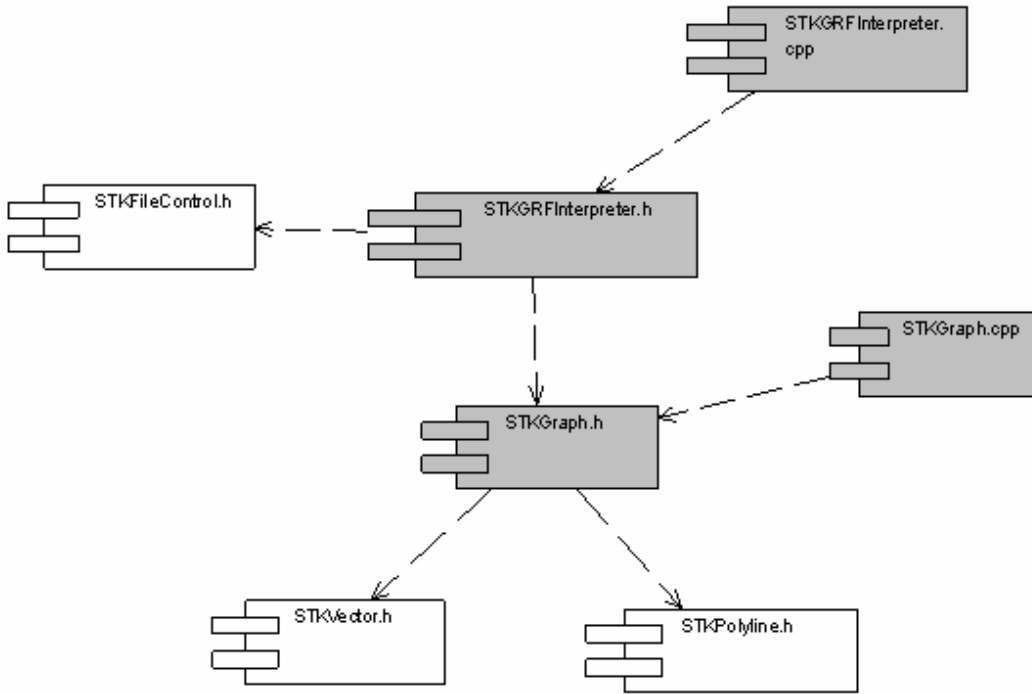 STKGRFInterpreter.
cpp
STKFileControl.h
STKGRFInterpreter.h
STKGraph.cpp
STKGraph.h
STKVector.h
STKPolyline.h